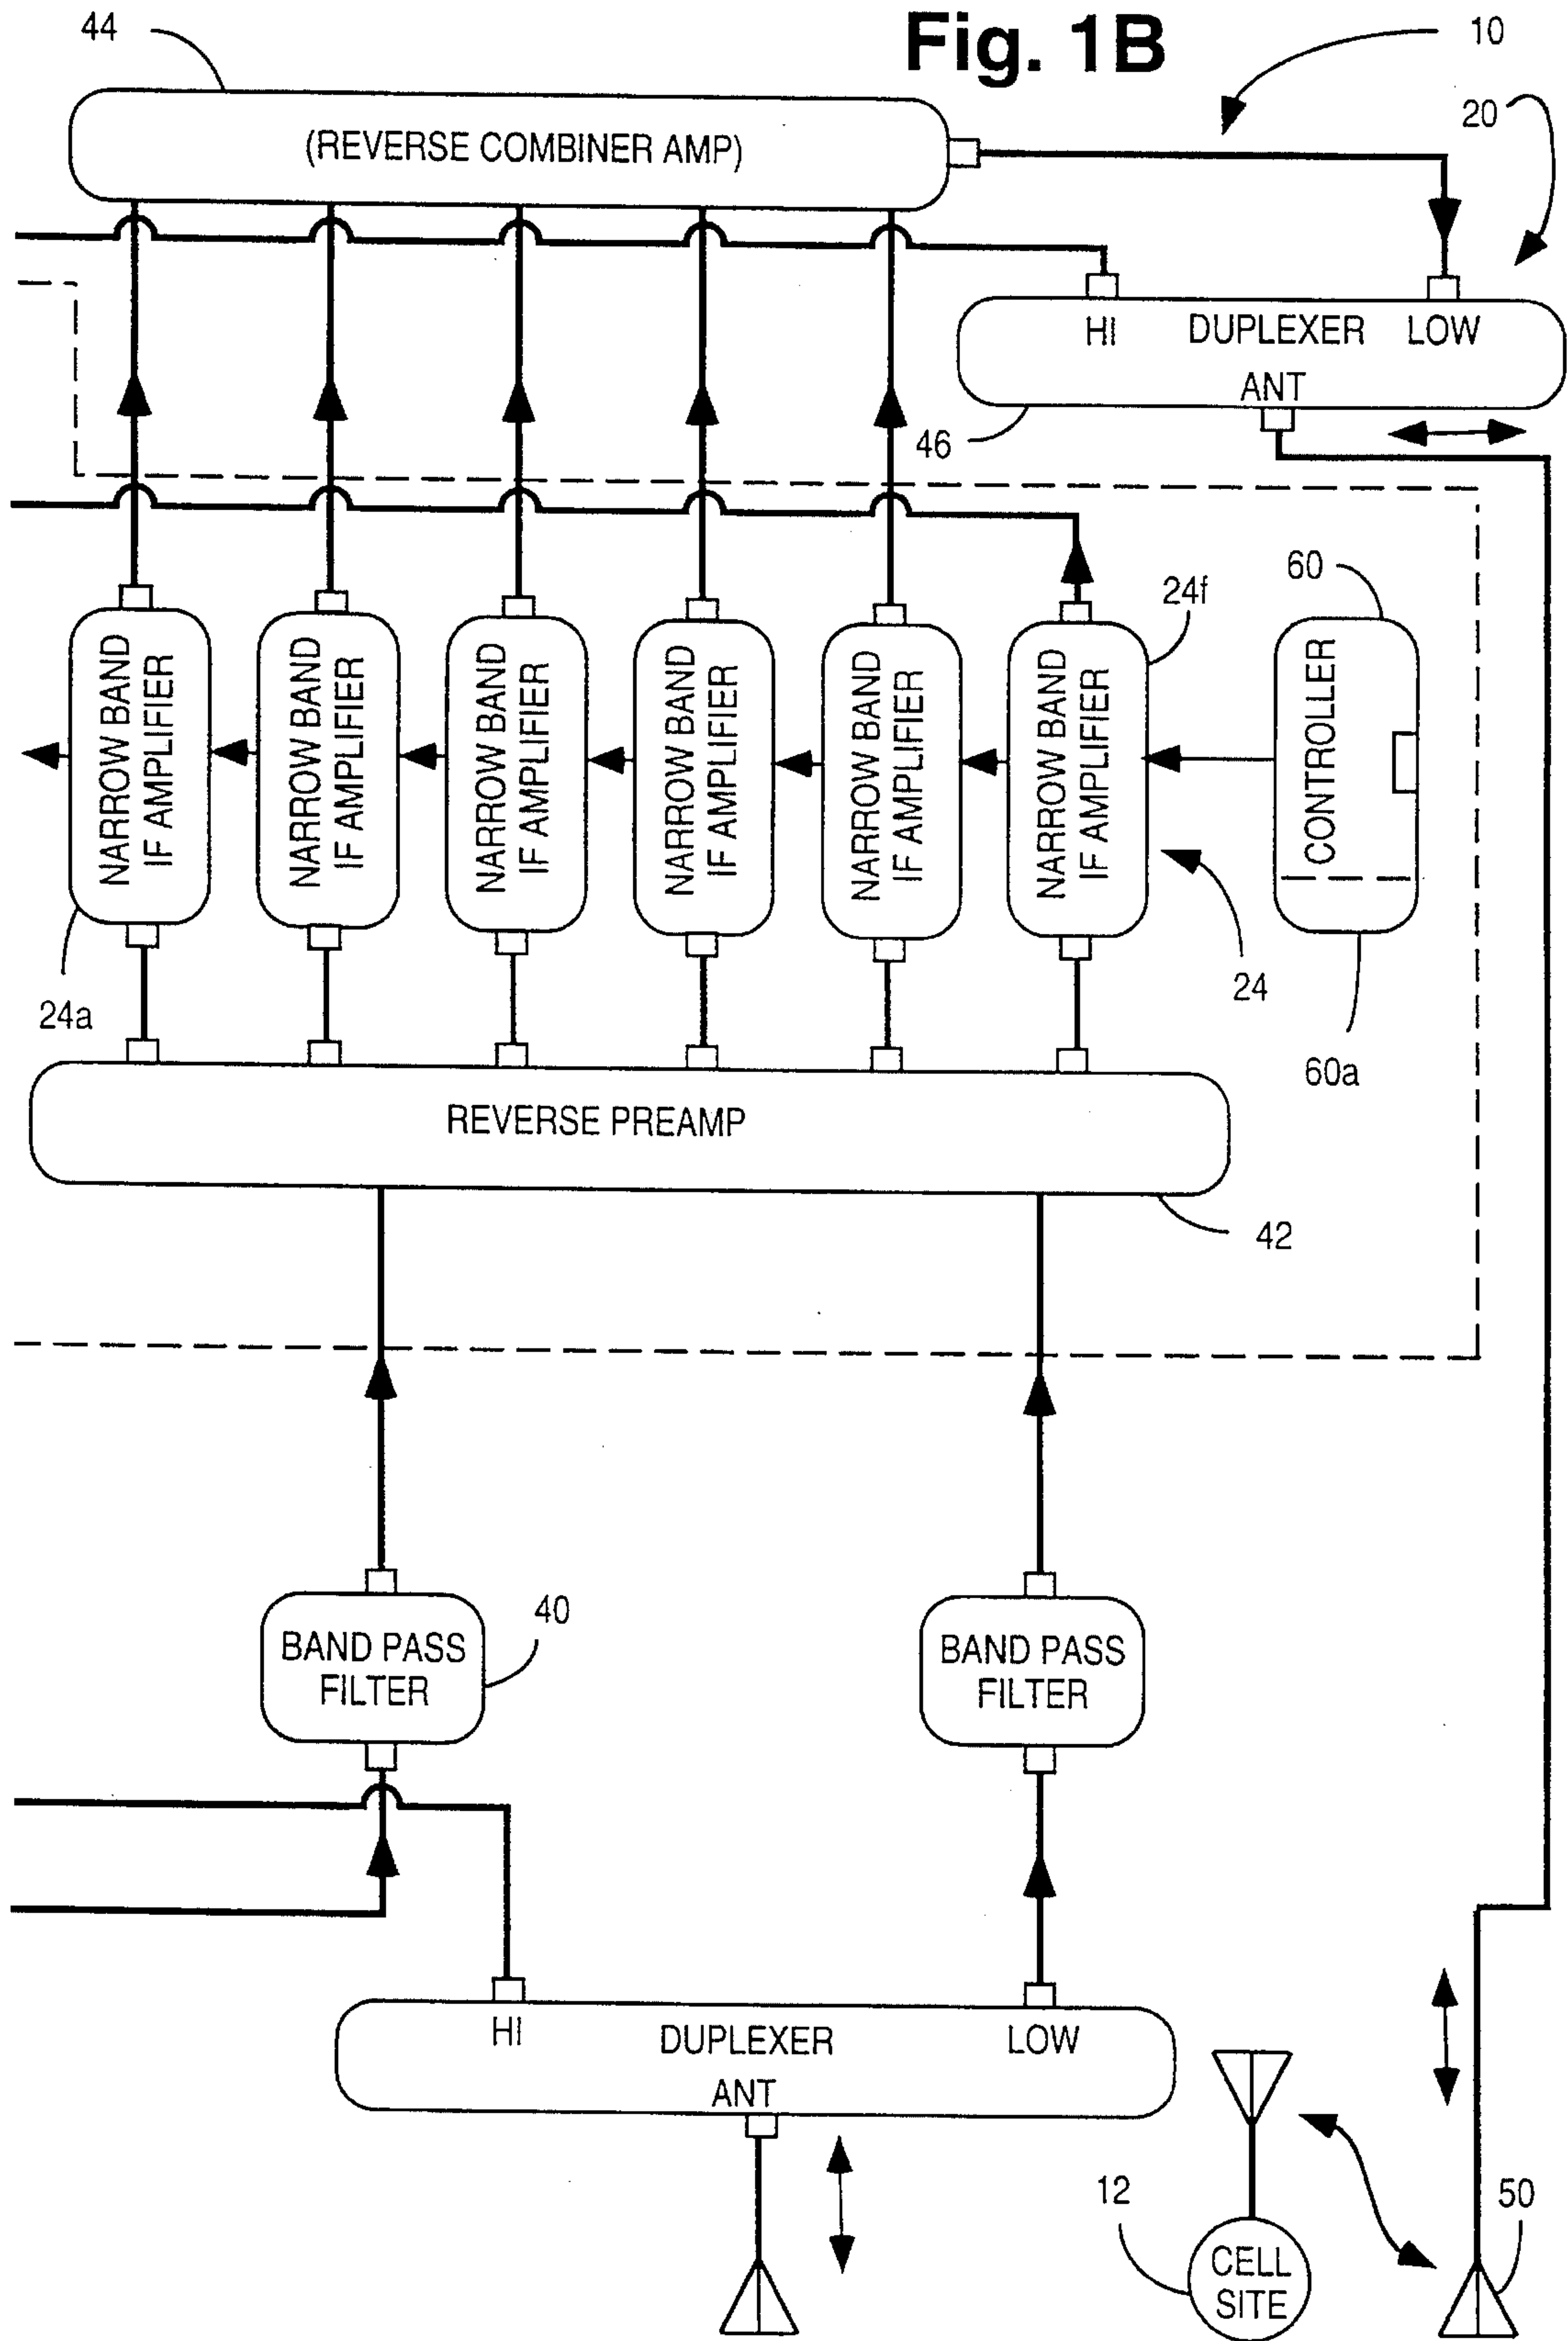 Fig. 1B
44
10
20
(REVERSE COMBINER AMP)
HI DUPLEXER LOW
ANT
46
60
24f
NARROW BAND
IF AMPLIFIER
NARROW BAND
IF AMPLIFIER
NARROW BAND
IF AMPLIFIER
NARROW BAND
IF AMPLIFIER
NARROW BAND
IF AMPLIFIER
NARROW BAND
IF AMPLIFIER
CONTROLLER
24a
24
60a
REVERSE PREAMP
42
40
BAND PASS
FILTER
BAND PASS
FILTER
HI DUPLEXER LOW
ANT
12
50
CELL
SITE